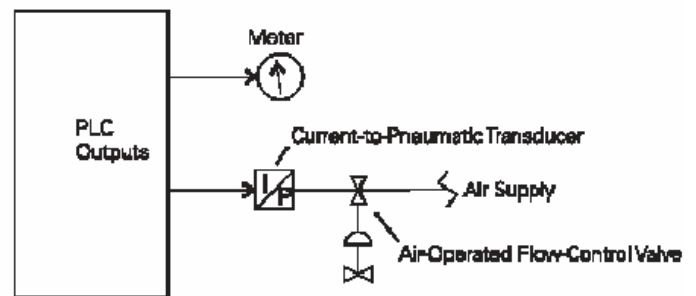 Meter
PLC
Outputs
Current-to-Pneumatic Transducer
I
P
Air Supply
Air-Operated Flow-Control Valve